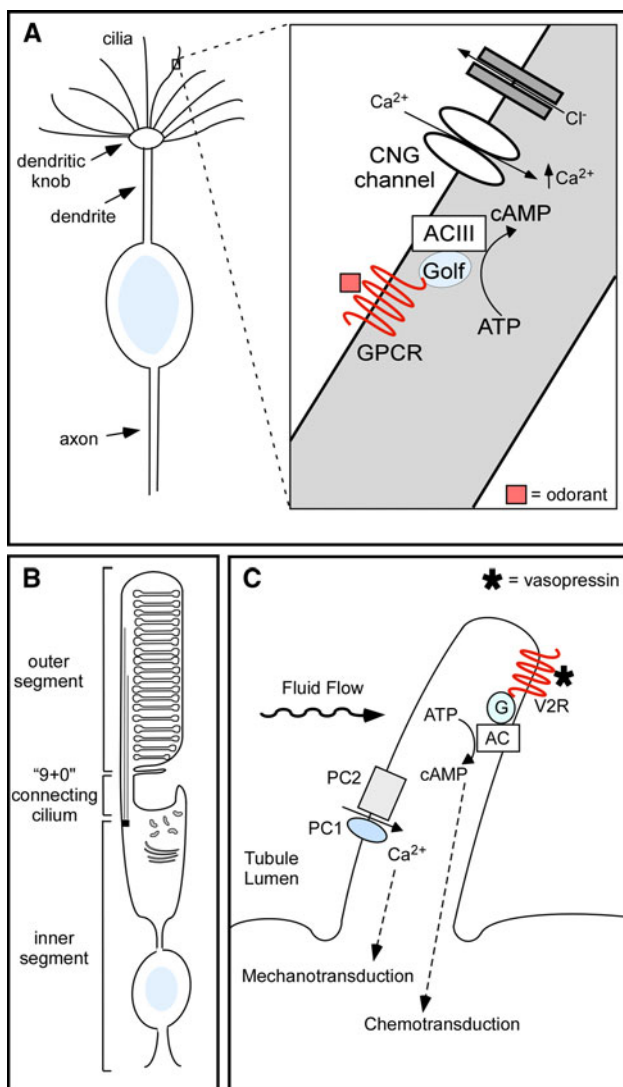 A
cilia
dendritic
knob
dendrite
axon
Ca2+
Cl-
CNG
channel
Ca2+
cAMP
ACIII
Golf
ATP
GPCR
= odorant
B
outer
segment
"9+0"
connecting
cilium
inner
segment
C
* = vasopressin
Fluid Flow
V2R
G
ATP
AC
cAMP
PC2
PC1
Ca2+
Tubule
Lumen
Mechanotransduction
Chemotransduction